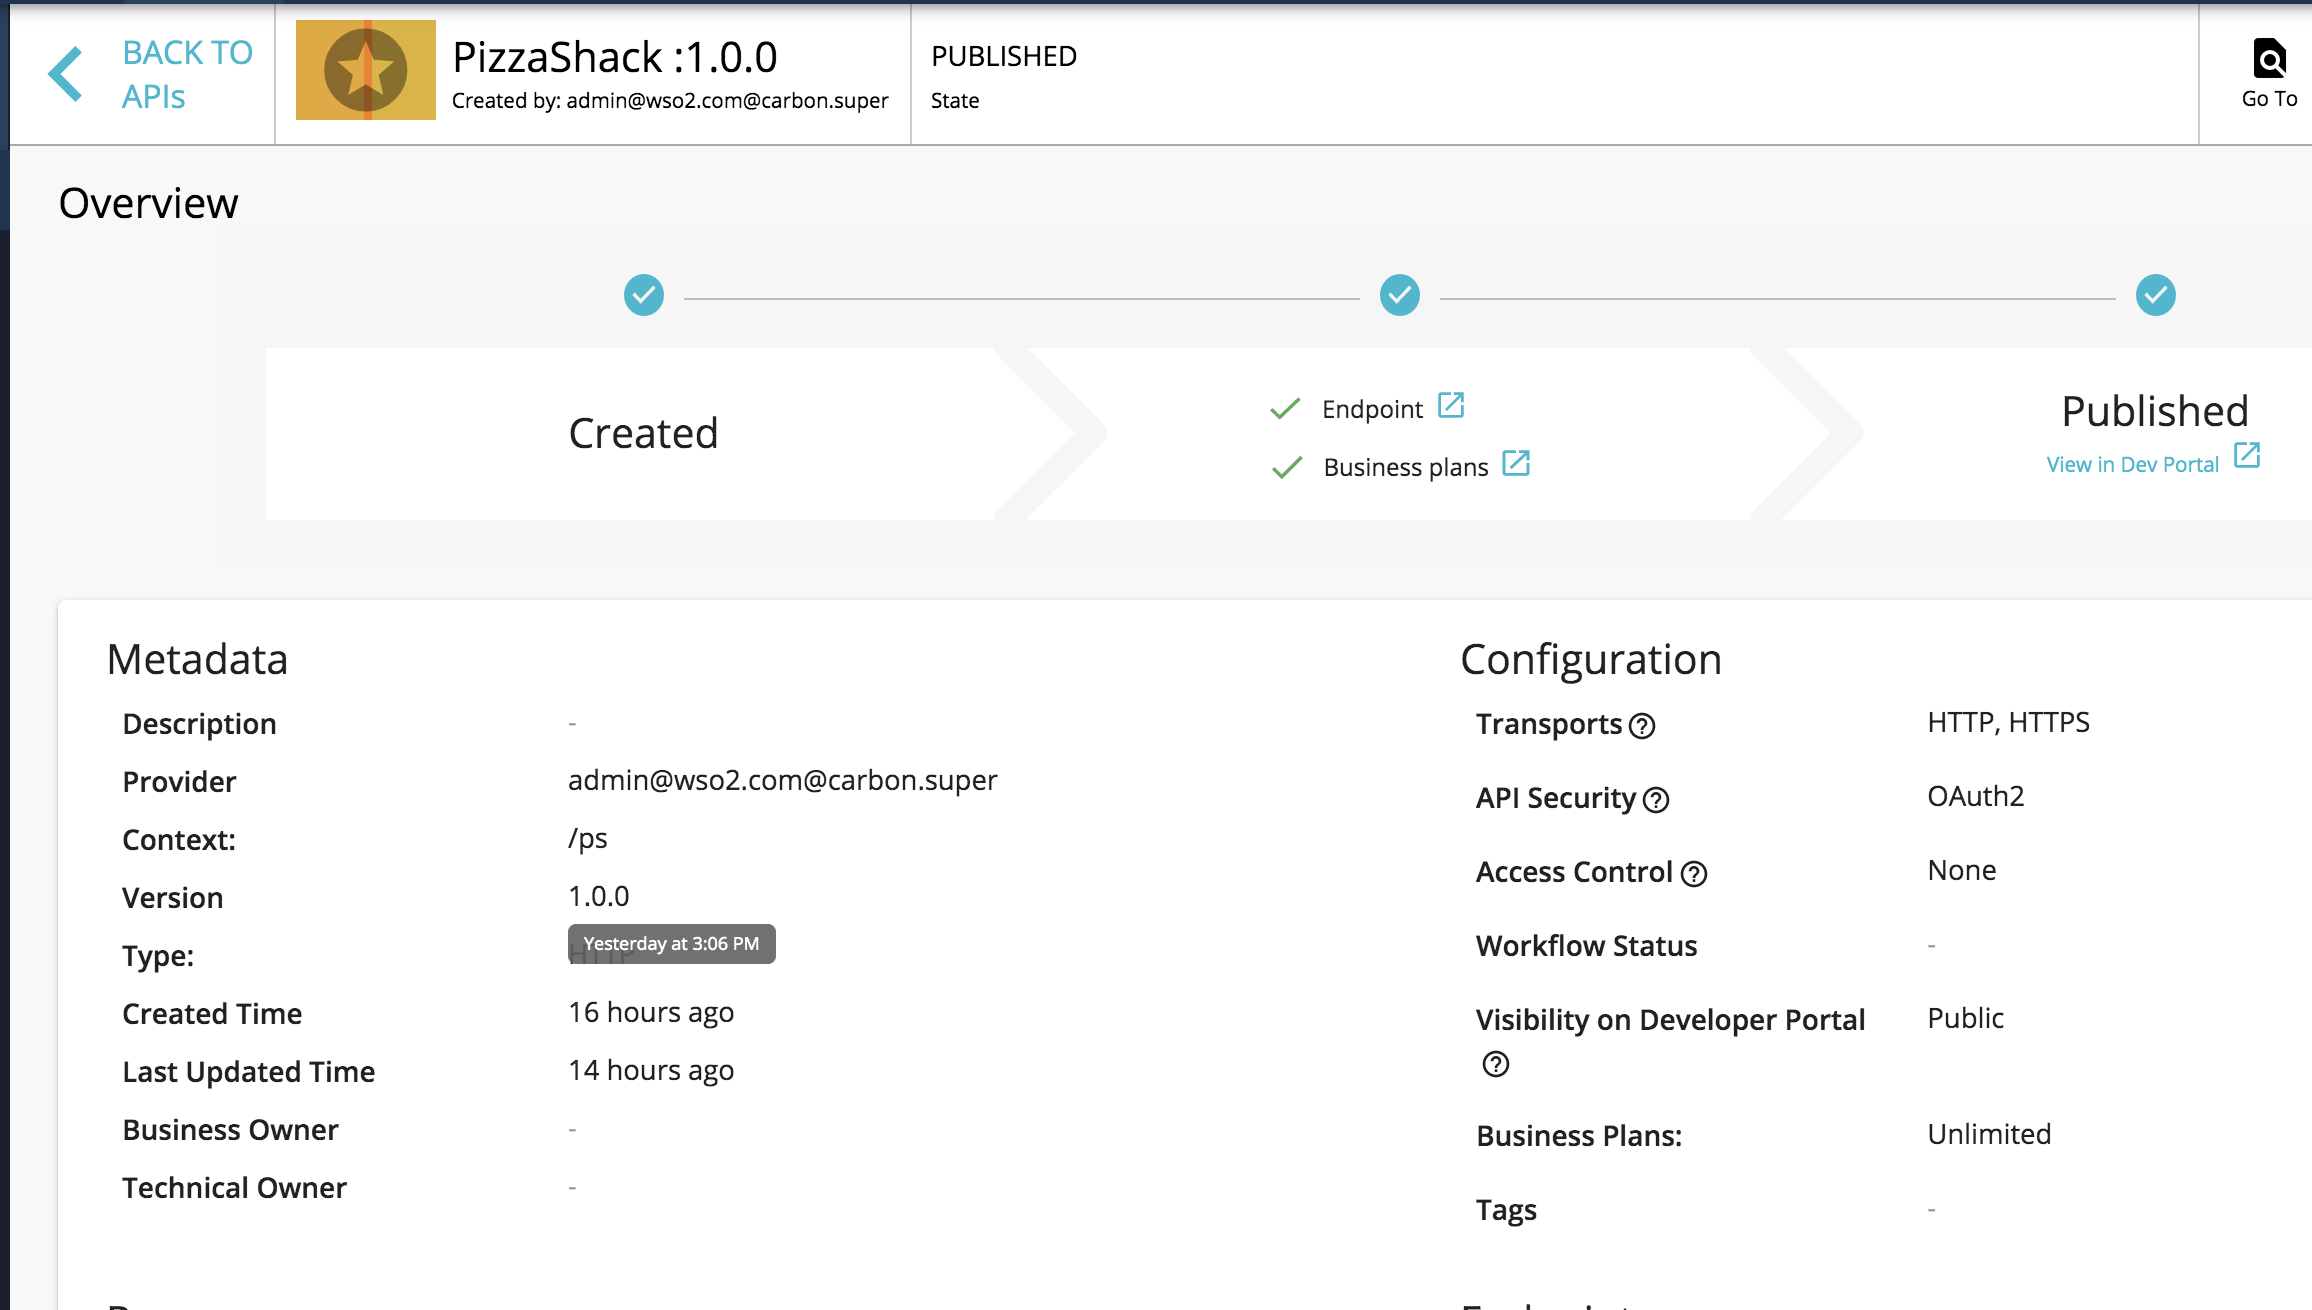 BACK TO
APIs
PizzaShack :1.0.0
Created by: admin@wso2.com@carbon.super
PUBLISHED
State
Go To
Overview
Created
Endpoint
Business plans
Published
View in Dev Portal
Metadata
Description -
Provider admin@wso2.com@carbon.super
Context: /ps
Version 1.0.0
Yesterday at 3:06 PM
Type: HTTP
Created Time 16 hours ago
Last Updated Time 14 hours ago
Business Owner -
Technical Owner -
Configuration
Transports HTTP, HTTPS
API Security OAuth2
Access Control None
Workflow Status -
Visibility on Developer Portal Public
Business Plans: Unlimited
Tags -